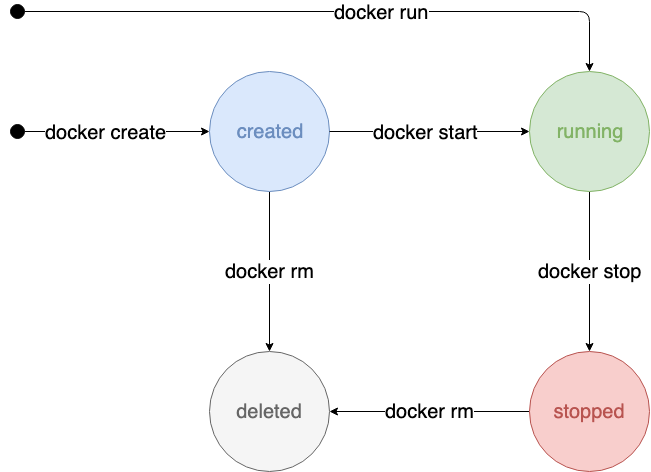 docker run
docker create
created
docker start
running
docker rm
docker stop
deleted
docker rm
stopped